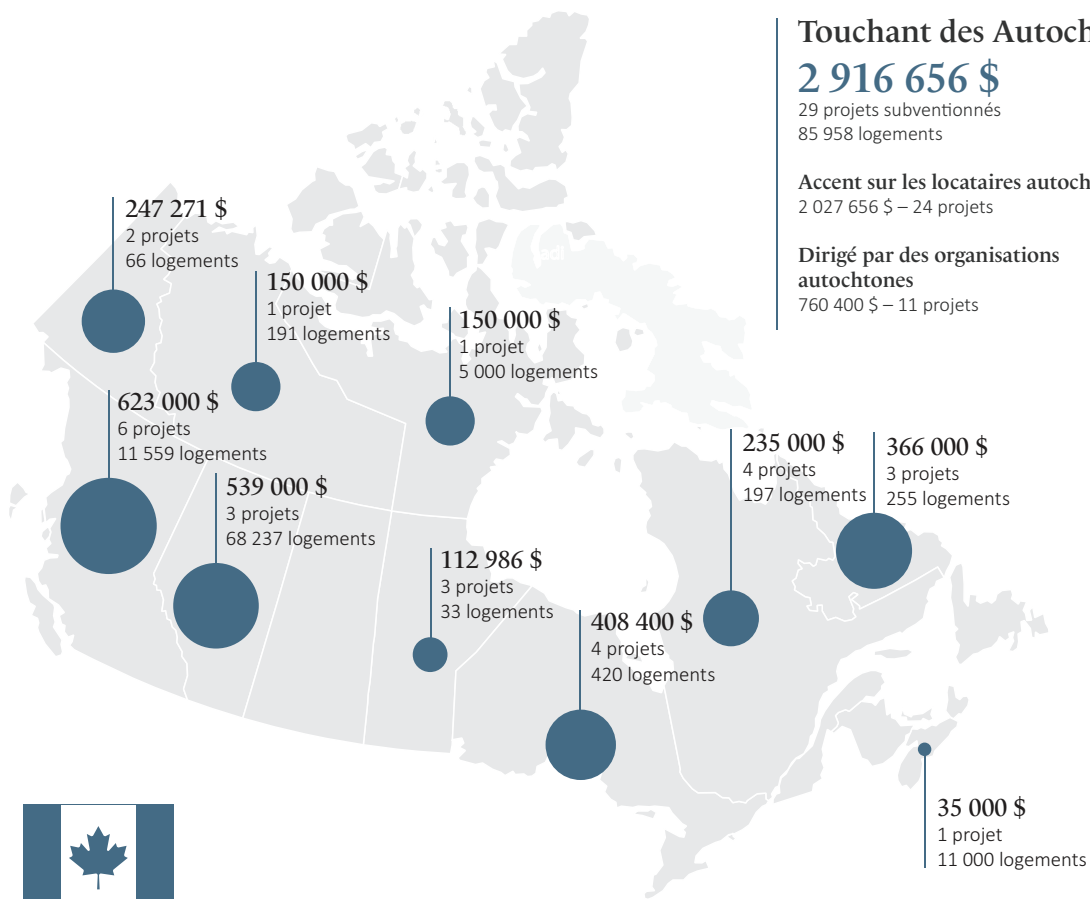 Touchant des Autoch
2 916 656 $
29 projets subventionnés
85 958 logements
Accent sur les locataires autoch
2 027 656 $ – 24 projets
Dirigé par des organisations
autochtones
760 400 $ – 11 projets
247 271 $
2 projets
66 logements
150 000 $
1 projet
191 logements
150 000 $
1 projet
5 000 logements
623 000 $
6 projets
11 559 logements
539 000 $
3 projets
68 237 logements
112 986 $
3 projets
33 logements
408 400 $
4 projets
420 logements
235 000 $
4 projets
197 logements
366 000 $
3 projets
255 logements
35 000 $
1 projet
11 000 logements